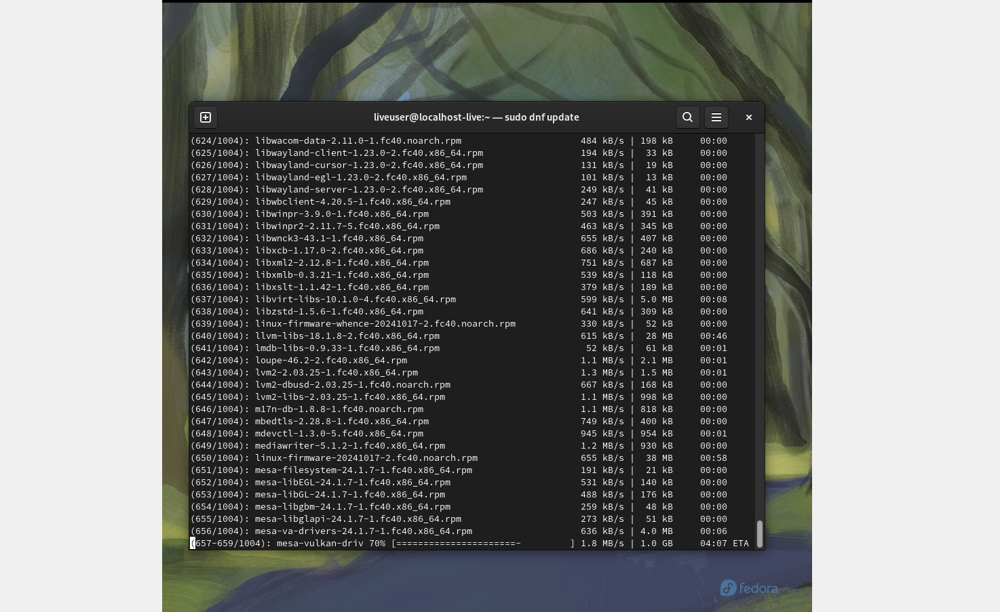 liveuser@localhost-live:~ — sudo dnf update
(624/1004): libwacom-data-2.11.0-1.fc40.noarch.rpm 484 kB/s | 198 kB 00:00
(625/1004): libwayland-client-1.23.0-2.fc40.x86_64.rpm 194 kB/s | 33 kB 00:00
(626/1004): libwayland-cursor-1.23.0-2.fc40.x86_64.rpm 131 kB/s | 19 kB 00:00
(627/1004): libwayland-egl-1.23.0-2.fc40.x86_64.rpm 101 kB/s | 13 kB 00:00
(628/1004): libwayland-server-1.23.0-2.fc40.x86_64.rpm 249 kB/s | 41 kB 00:00
(629/1004): libwbclient-4.20.5-1.fc40.x86_64.rpm 247 kB/s | 45 kB 00:00
(630/1004): libwinpr-3.9.0-1.fc40.x86_64.rpm 503 kB/s | 391 kB 00:00
(631/1004): libwinpr2-2.11.7-5.fc40.x86_64.rpm 463 kB/s | 345 kB 00:00
(632/1004): libwnck3-43.1-1.fc40.x86_64.rpm 655 kB/s | 407 kB 00:00
(633/1004): libxcb-1.17.0-2.fc40.x86_64.rpm 686 kB/s | 240 kB 00:00
(634/1004): libxml2-2.12.8-1.fc40.x86_64.rpm 751 kB/s | 687 kB 00:00
(635/1004): libxmlb-0.3.21-1.fc40.x86_64.rpm 539 kB/s | 118 kB 00:00
(636/1004): libxslt-1.1.42-1.fc40.x86_64.rpm 379 kB/s | 189 kB 00:00
(637/1004): libvirt-libs-10.1.0-4.fc40.x86_64.rpm 599 kB/s | 5.0 MB 00:08
(638/1004): libzstd-1.5.6-1.fc40.x86_64.rpm 641 kB/s | 309 kB 00:00
(639/1004): linux-firmware-whence-20241017-2.fc40.noarch.rpm 330 kB/s | 52 kB 00:00
(640/1004): llvm-libs-18.1.8-2.fc40.x86_64.rpm 615 kB/s | 28 MB 00:46
(641/1004): lmdb-libs-0.9.33-1.fc40.x86_64.rpm 52 kB/s | 61 kB 00:01
(642/1004): loupe-46.2-2.fc40.x86_64.rpm 1.1 MB/s | 2.1 MB 00:01
(643/1004): lvm2-2.03.25-1.fc40.x86_64.rpm 1.3 MB/s | 1.5 MB 00:01
(644/1004): lvm2-dbusd-2.03.25-1.fc40.noarch.rpm 667 kB/s | 168 kB 00:00
(645/1004): lvm2-libs-2.03.25-1.fc40.x86_64.rpm 1.1 MB/s | 998 kB 00:00
(646/1004): m17n-db-1.8.8-1.fc40.noarch.rpm 1.1 MB/s | 818 kB 00:00
(647/1004): mbedtls-2.28.8-1.fc40.x86_64.rpm 749 kB/s | 400 kB 00:00
(648/1004): mdevctl-1.3.0-5.fc40.x86_64.rpm 945 kB/s | 954 kB 00:01
(649/1004): mediawriter-5.1.2-1.fc40.x86_64.rpm 1.2 MB/s | 930 kB 00:00
(650/1004): linux-firmware-20241017-2.fc40.noarch.rpm 655 kB/s | 38 MB 00:58
(651/1004): mesa-filesystem-24.1.7-1.fc40.x86_64.rpm 191 kB/s | 21 kB 00:00
(652/1004): mesa-libEGL-24.1.7-1.fc40.x86_64.rpm 531 kB/s | 140 kB 00:00
(653/1004): mesa-libGL-24.1.7-1.fc40.x86_64.rpm 488 kB/s | 176 kB 00:00
(654/1004): mesa-libgbm-24.1.7-1.fc40.x86_64.rpm 259 kB/s | 48 kB 00:00
(655/1004): mesa-libglapi-24.1.7-1.fc40.x86_64.rpm 273 kB/s | 51 kB 00:00
(656/1004): mesa-va-drivers-24.1.7-1.fc40.x86_64.rpm 636 kB/s | 4.0 MB 00:06
(657-659/1004): mesa-vulkan-driv 70% [======================- ] 1.8 MB/s | 1.0 GB 04:07 ETA
fedora